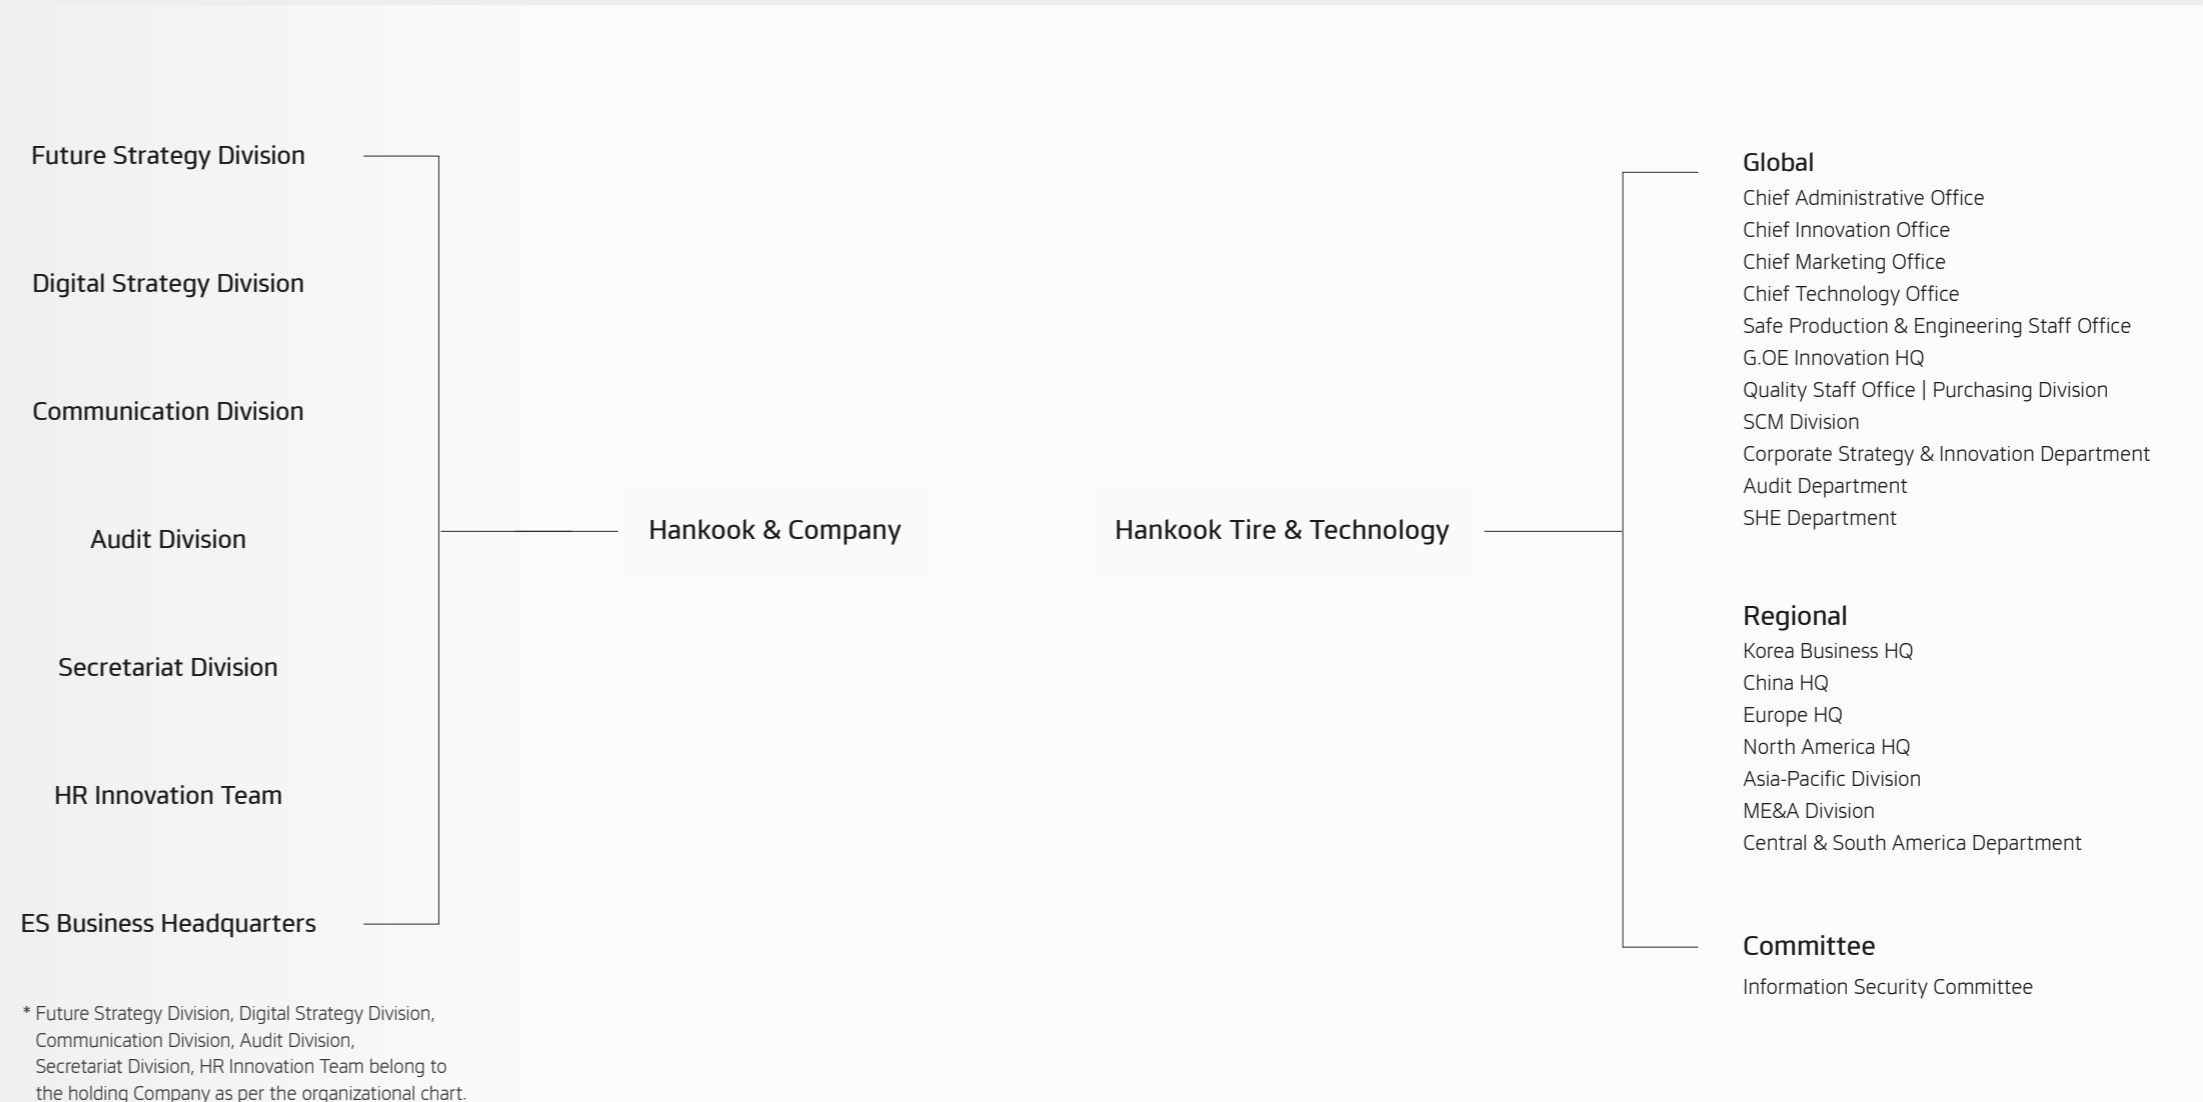 Future Strategy Division
Digital Strategy Division
Communication Division
Audit Division
Secretariat Division
HR Innovation Team
ES Business Headquarters
* Future Strategy Division, Digital Strategy Division,
Communication Division, Audit Division,
Secretariat Division, HR Innovation Team belong to
the holding Company as per the organizational chart.
Hankook & Company
Hankook Tire & Technology
Global
Chief Administrative Office
Chief Innovation Office
Chief Marketing Office
Chief Technology Office
Safe Production & Engineering Staff Office
G.OE Innovation HQ
Quality Staff Office | Purchasing Division
SCM Division
Corporate Strategy & Innovation Department
Audit Department
SHE Department
Regional
Korea Business HQ
China HQ
Europe HQ
North America HQ
Asia-Pacific Division
ME&A Division
Central & South America Department
Committee
Information Security Committee